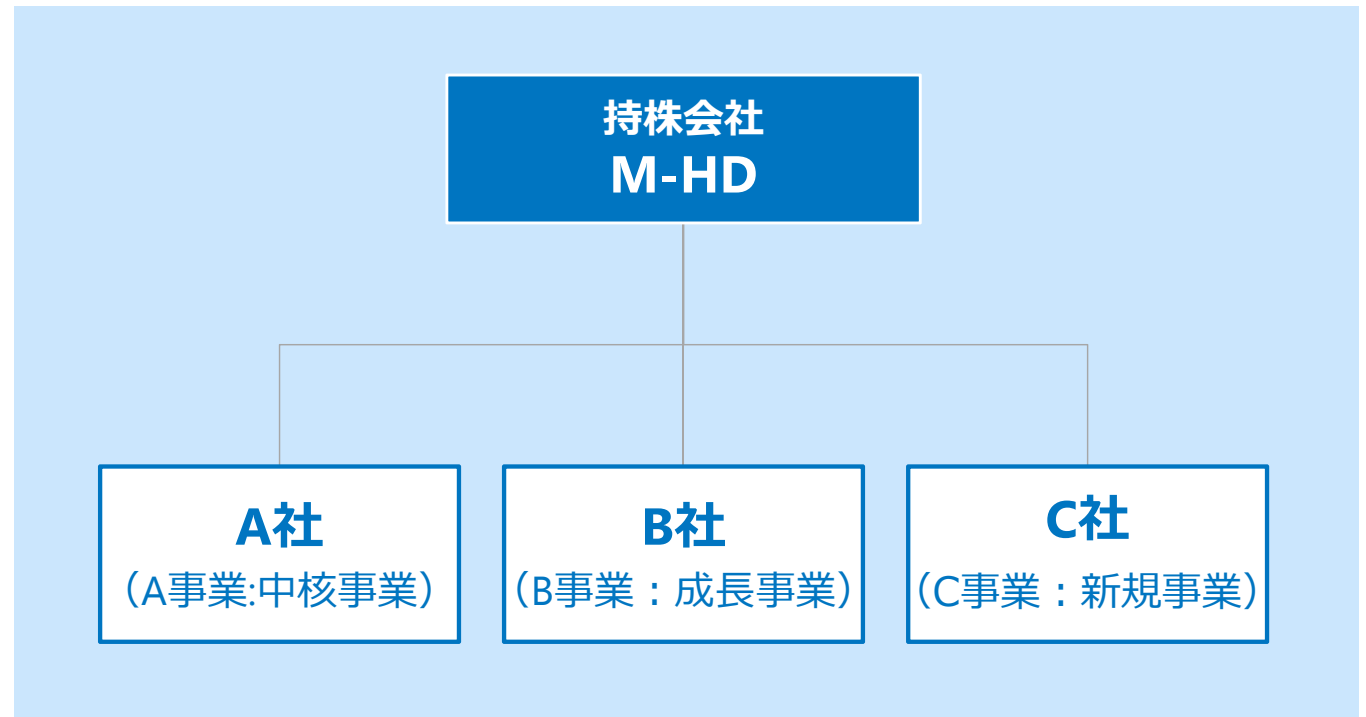 持株会社
M-HD
A社
（A事業:中核事業）
B社
（B事業：成長事業）
C社
（C事業：新規事業）